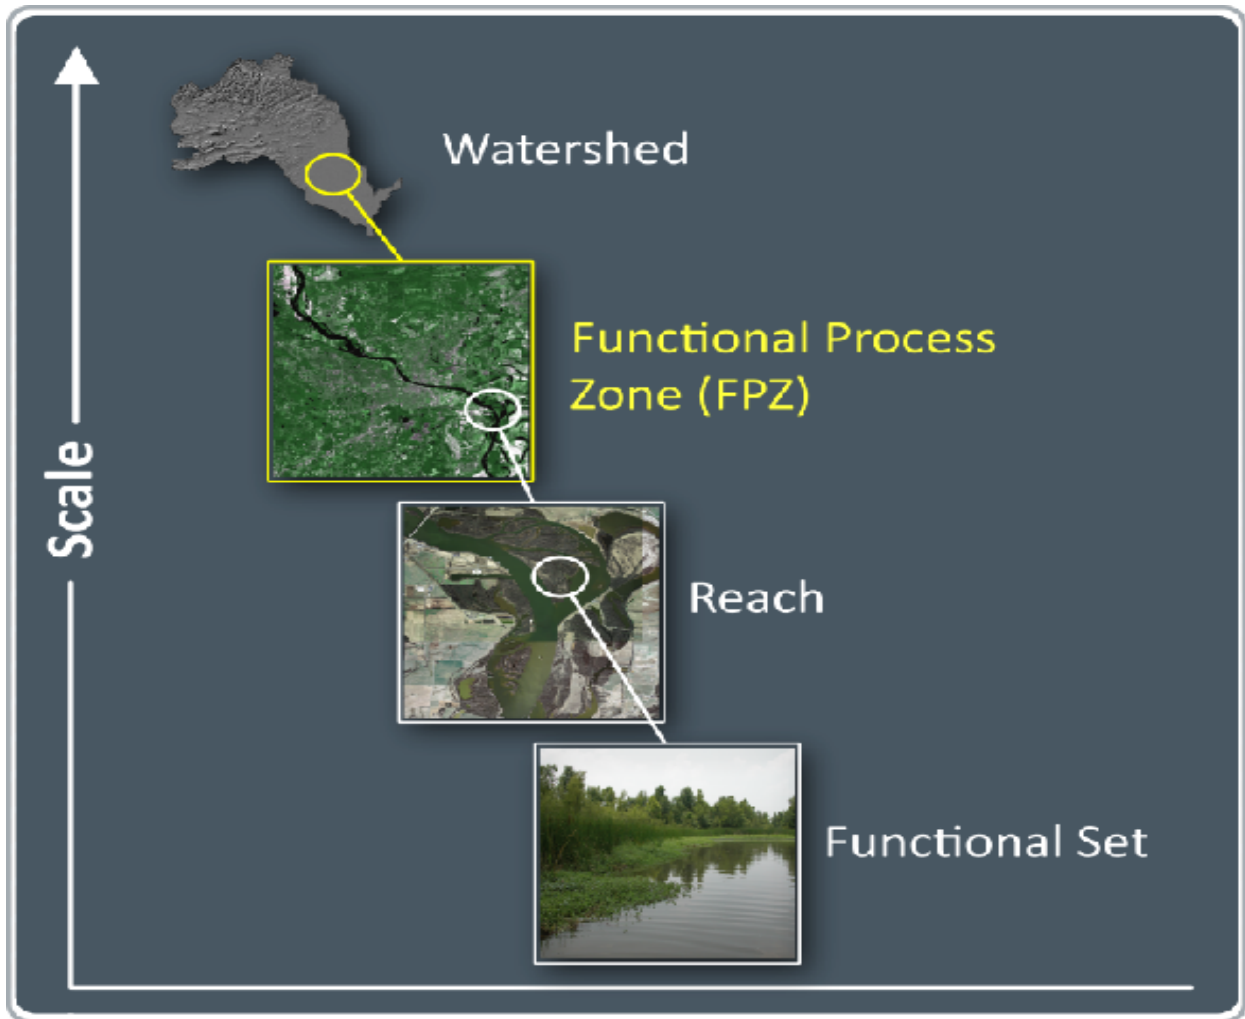 Watershed
Functional Process
Zone (FPZ)
Scale
Reach
Functional Set